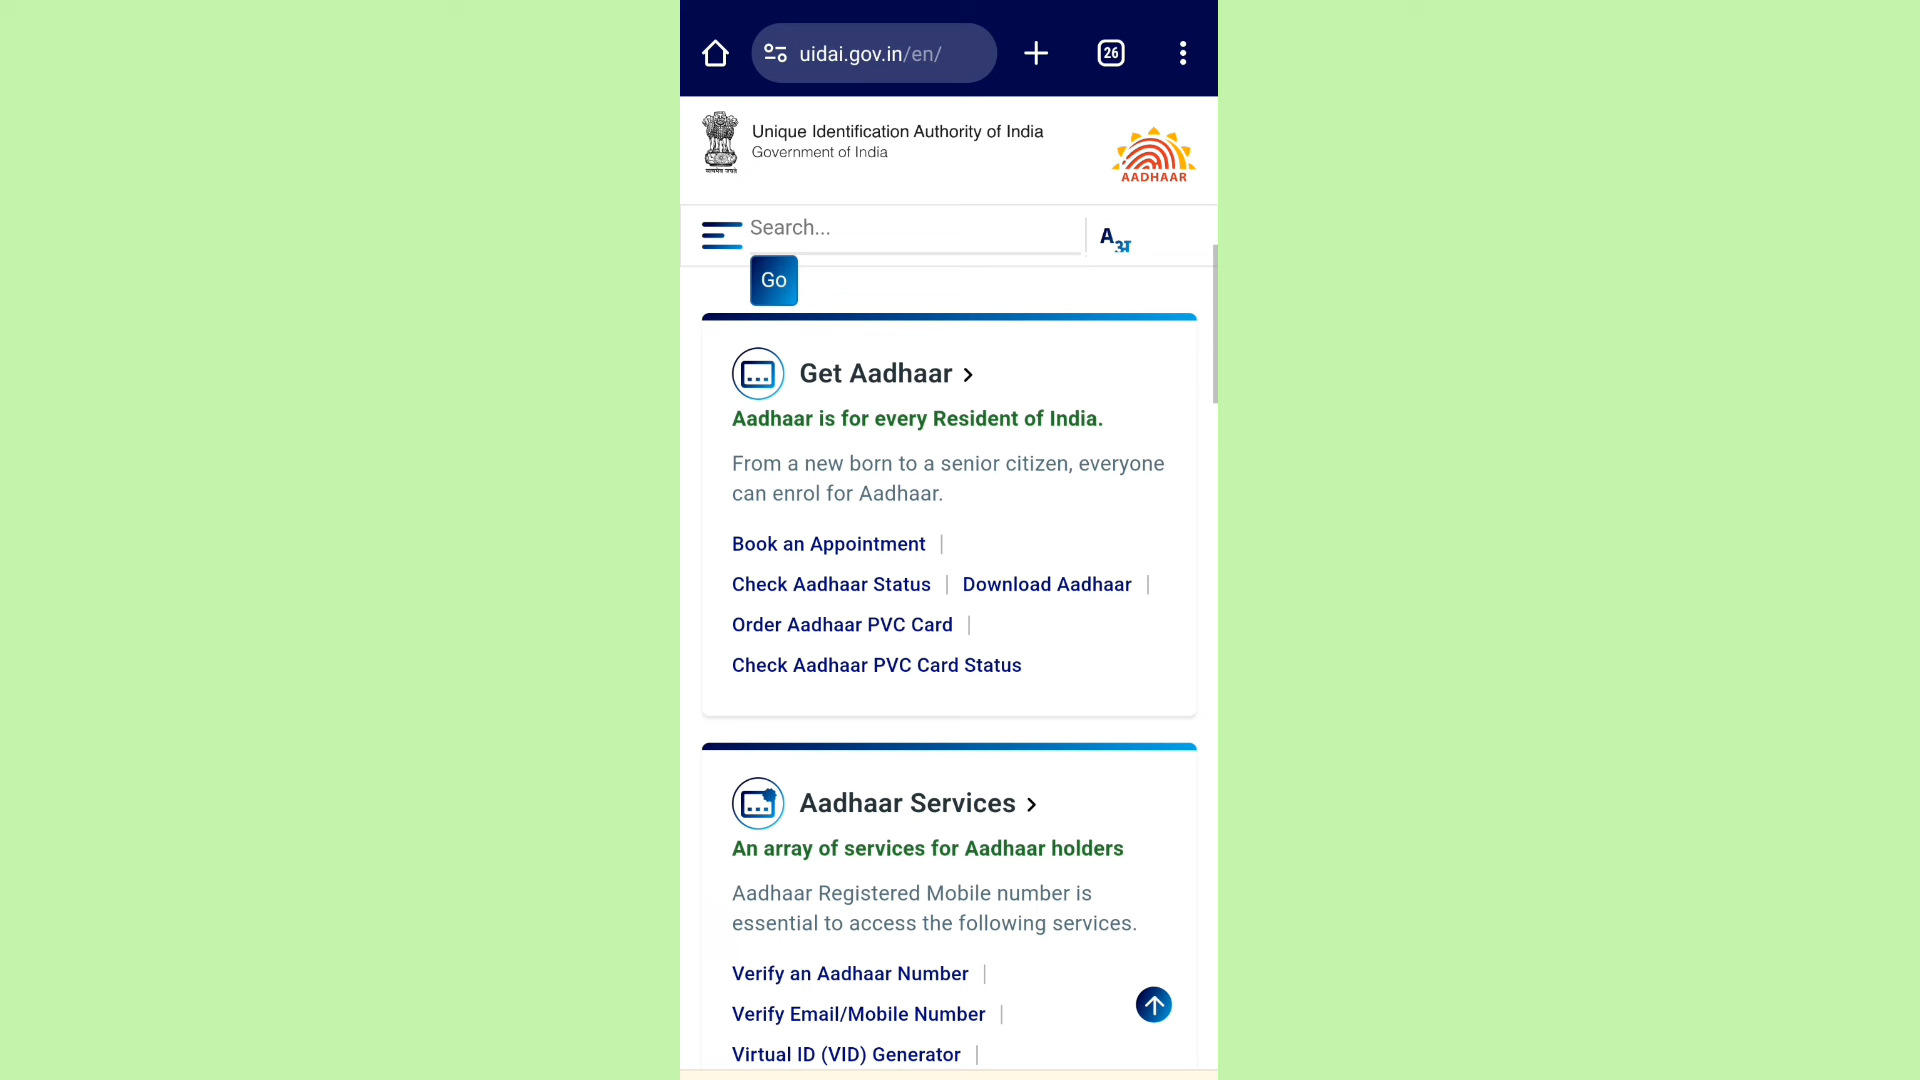 uidai.gov.in/en/
26
Unique Identification Authority of India
Government of India
सत्यमेव जयते
AADHAAR
Search...
A अ
Go
Get Aadhaar
Aadhaar is for every Resident of India.
From a new born to a senior citizen, everyone
can enrol for Aadhaar.
Book an Appointment |
Check Aadhaar Status | Download Aadhaar |
Order Aadhaar PVC Card |
Check Aadhaar PVC Card Status
Aadhaar Services
An array of services for Aadhaar holders
Aadhaar Registered Mobile number is
essential to access the following services.
Verify an Aadhaar Number |
Verify Email/Mobile Number |
Virtual ID (VID) Generator |